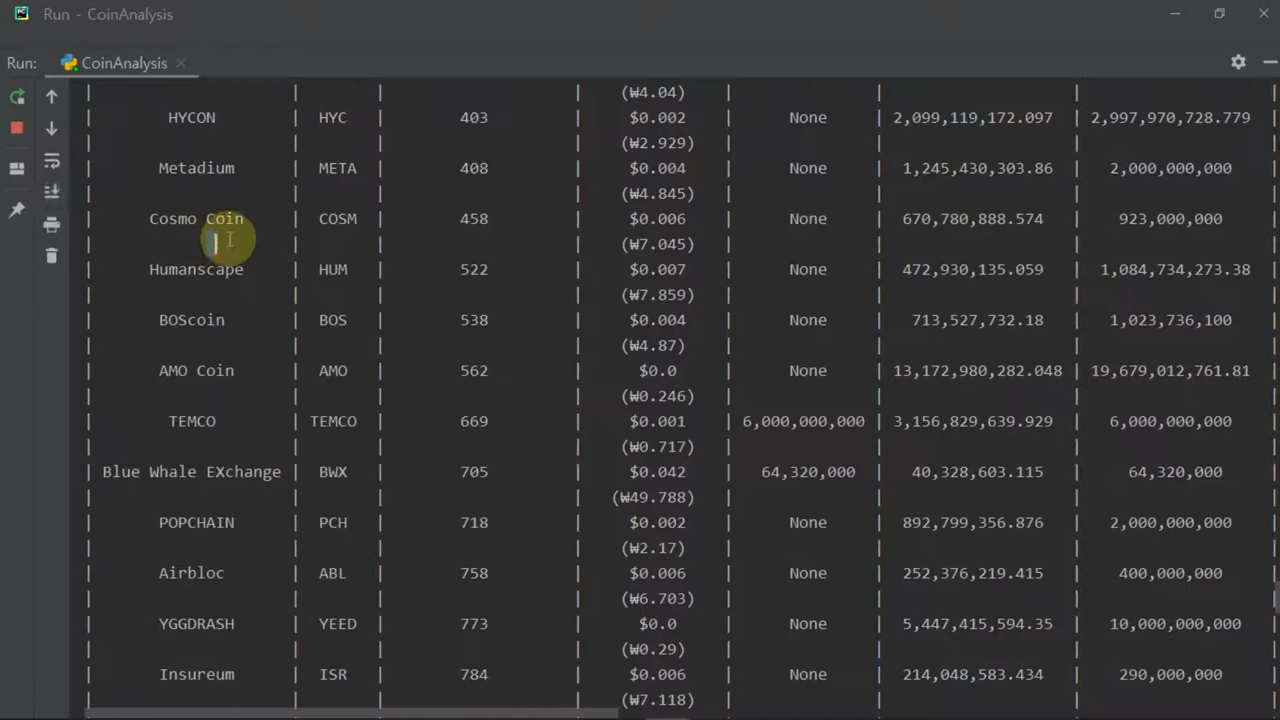 Run - CoinAnalysis
Run: CoinAnalysis
| | | | (₩4.04) | | |
| HYCON | HYC | 403 | $0.002 | None | 2,099,119,172.097 | 2,997,970,728.779
| | | | (₩2.929) | | |
| Metadium | META | 408 | $0.004 | None | 1,245,430,303.86 | 2,000,000,000 |
| | | | (₩4.845) | | | |
| Cosmo Coin | COSM | 458 | $0.006 | None | 670,780,888.574 | 923,000,000 |
| | | | (₩7.045) | | | |
| Humanscape | HUM | 522 | $0.007 | None | 472,930,135.059 | 1,084,734,273.38 |
| | | | (₩7.859) | | | |
| BOScoin | BOS | 538 | $0.004 | None | 713,527,732.18 | 1,023,736,100 |
| | | | (₩4.87) | | | |
| AMO Coin | AMO | 562 | $0.0 | None | 13,172,980,282.048 | 19,679,012,761.81 |
| | | | (₩0.246) | | | |
| TEMCO | TEMCO | 669 | $0.001 | 6,000,000,000 | 3,156,829,639.929 | 6,000,000,000 |
| | | | (₩0.717) | | | |
| Blue Whale EXchange | BWX | 705 | $0.042 | 64,320,000 | 40,328,603.115 | 64,320,000 |
| | | | (₩49.788) | | | |
| POPCHAIN | PCH | 718 | $0.002 | None | 892,799,356.876 | 2,000,000,000 |
| | | | (₩2.17) | | | |
| Airbloc | ABL | 758 | $0.006 | None | 252,376,219.415 | 400,000,000 |
| | | | (₩6.703) | | | |
| YGGDRASH | YEED | 773 | $0.0 | None | 5,447,415,594.35 | 10,000,000,000 |
| | | | (₩0.29) | | | |
| Insureum | ISR | 784 | $0.006 | None | 214,048,583.434 | 290,000,000 |
| | | | (₩7.118) | | | |